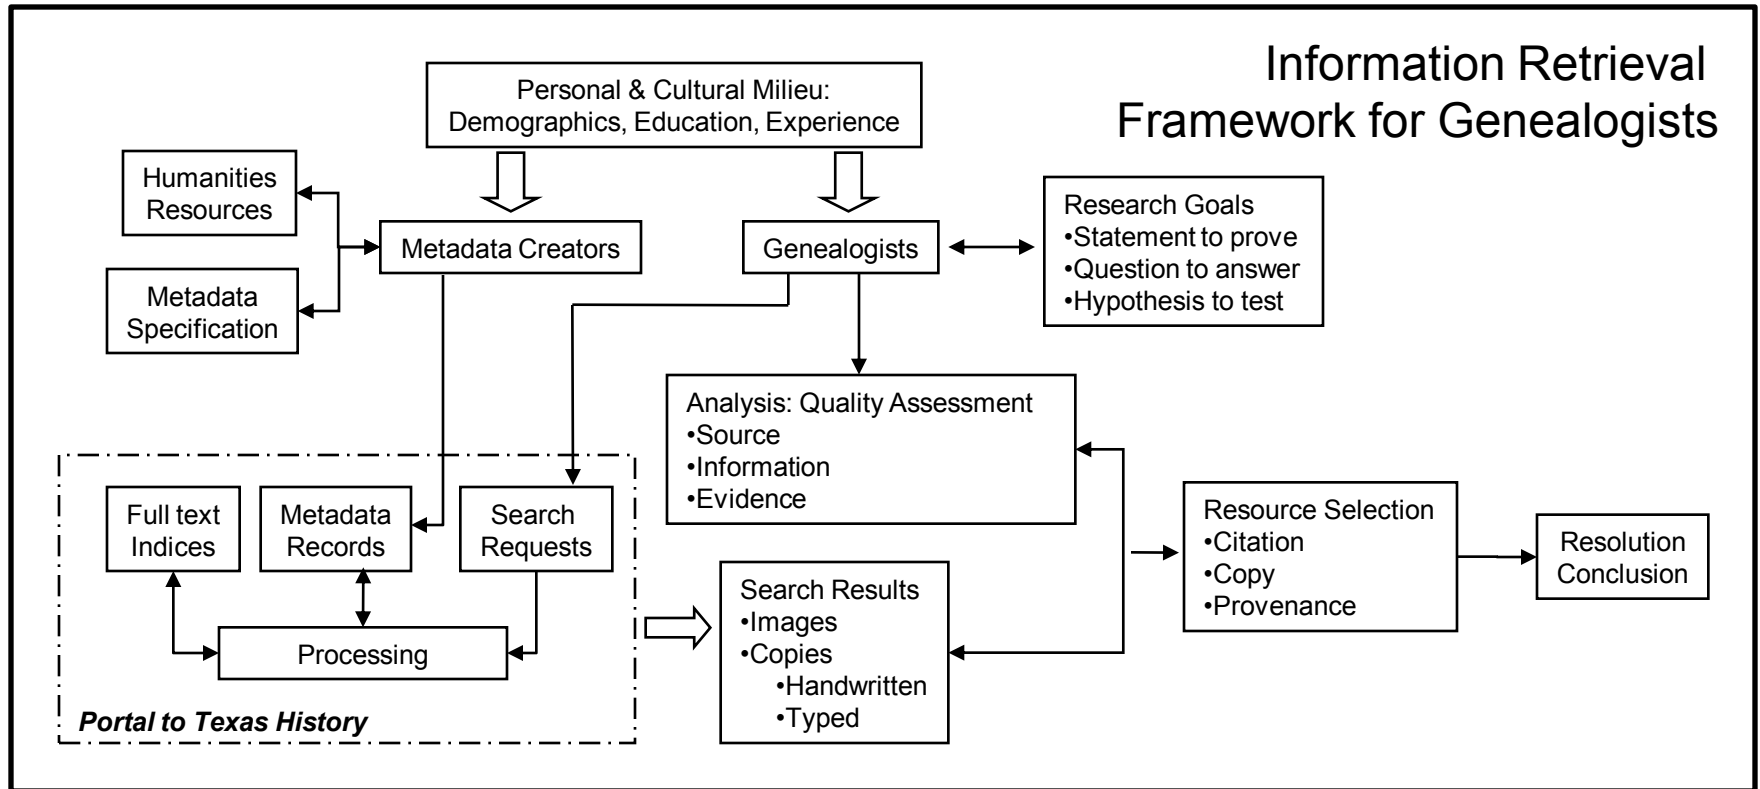 Information Retrieval
Framework for Genealogists
Personal & Cultural Milieu:
Demographics, Education, Experience
Humanities
Resources
Metadata
Specification
Metadata Creators
Genealogists
Research Goals
•Statement to prove
•Question to answer
•Hypothesis to test
Analysis: Quality Assessment
•Source
•Information
•Evidence
Full text
Indices
Metadata
Records
Search
Requests
Processing
Portal to Texas History
Search Results
•Images
•Copies
•Handwritten
•Typed
Resource Selection
•Citation
•Copy
•Provenance
Resolution
Conclusion